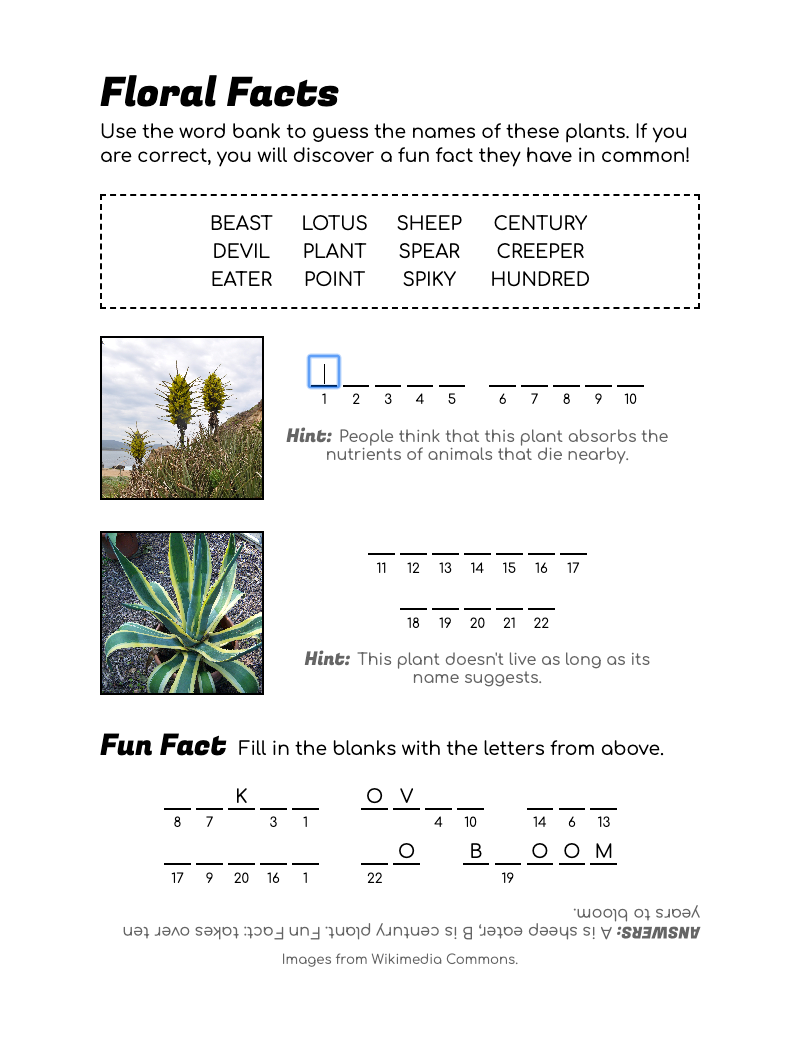 Floral Facts
Use the word bank to guess the names of these plants. If you
are correct, you will discover a fun fact they have in common!
BEAST LOTUS SHEEP CENTURY
DEVIL PLANT SPEAR CREEPER
EATER POINT SPIKY HUNDRED
1 2 3 4 5 6 7 8 9 10
Hint: People think that this plant absorbs the
nutrients of animals that die nearby.
11 12 13 14 15 16 17
18 19 20 21 22
Hint: This plant doesn't live as long as its
name suggests.
Fun Fact Fill in the blanks with the letters from above.
K O V
8 7 3 1 4 10 14 6 13
O B O O M
17 9 20 16 1 22 19
ANSWERS: A is sheep eater, B is century plant. Fun Fact: takes over ten
years to bloom.
Images from Wikimedia Commons.